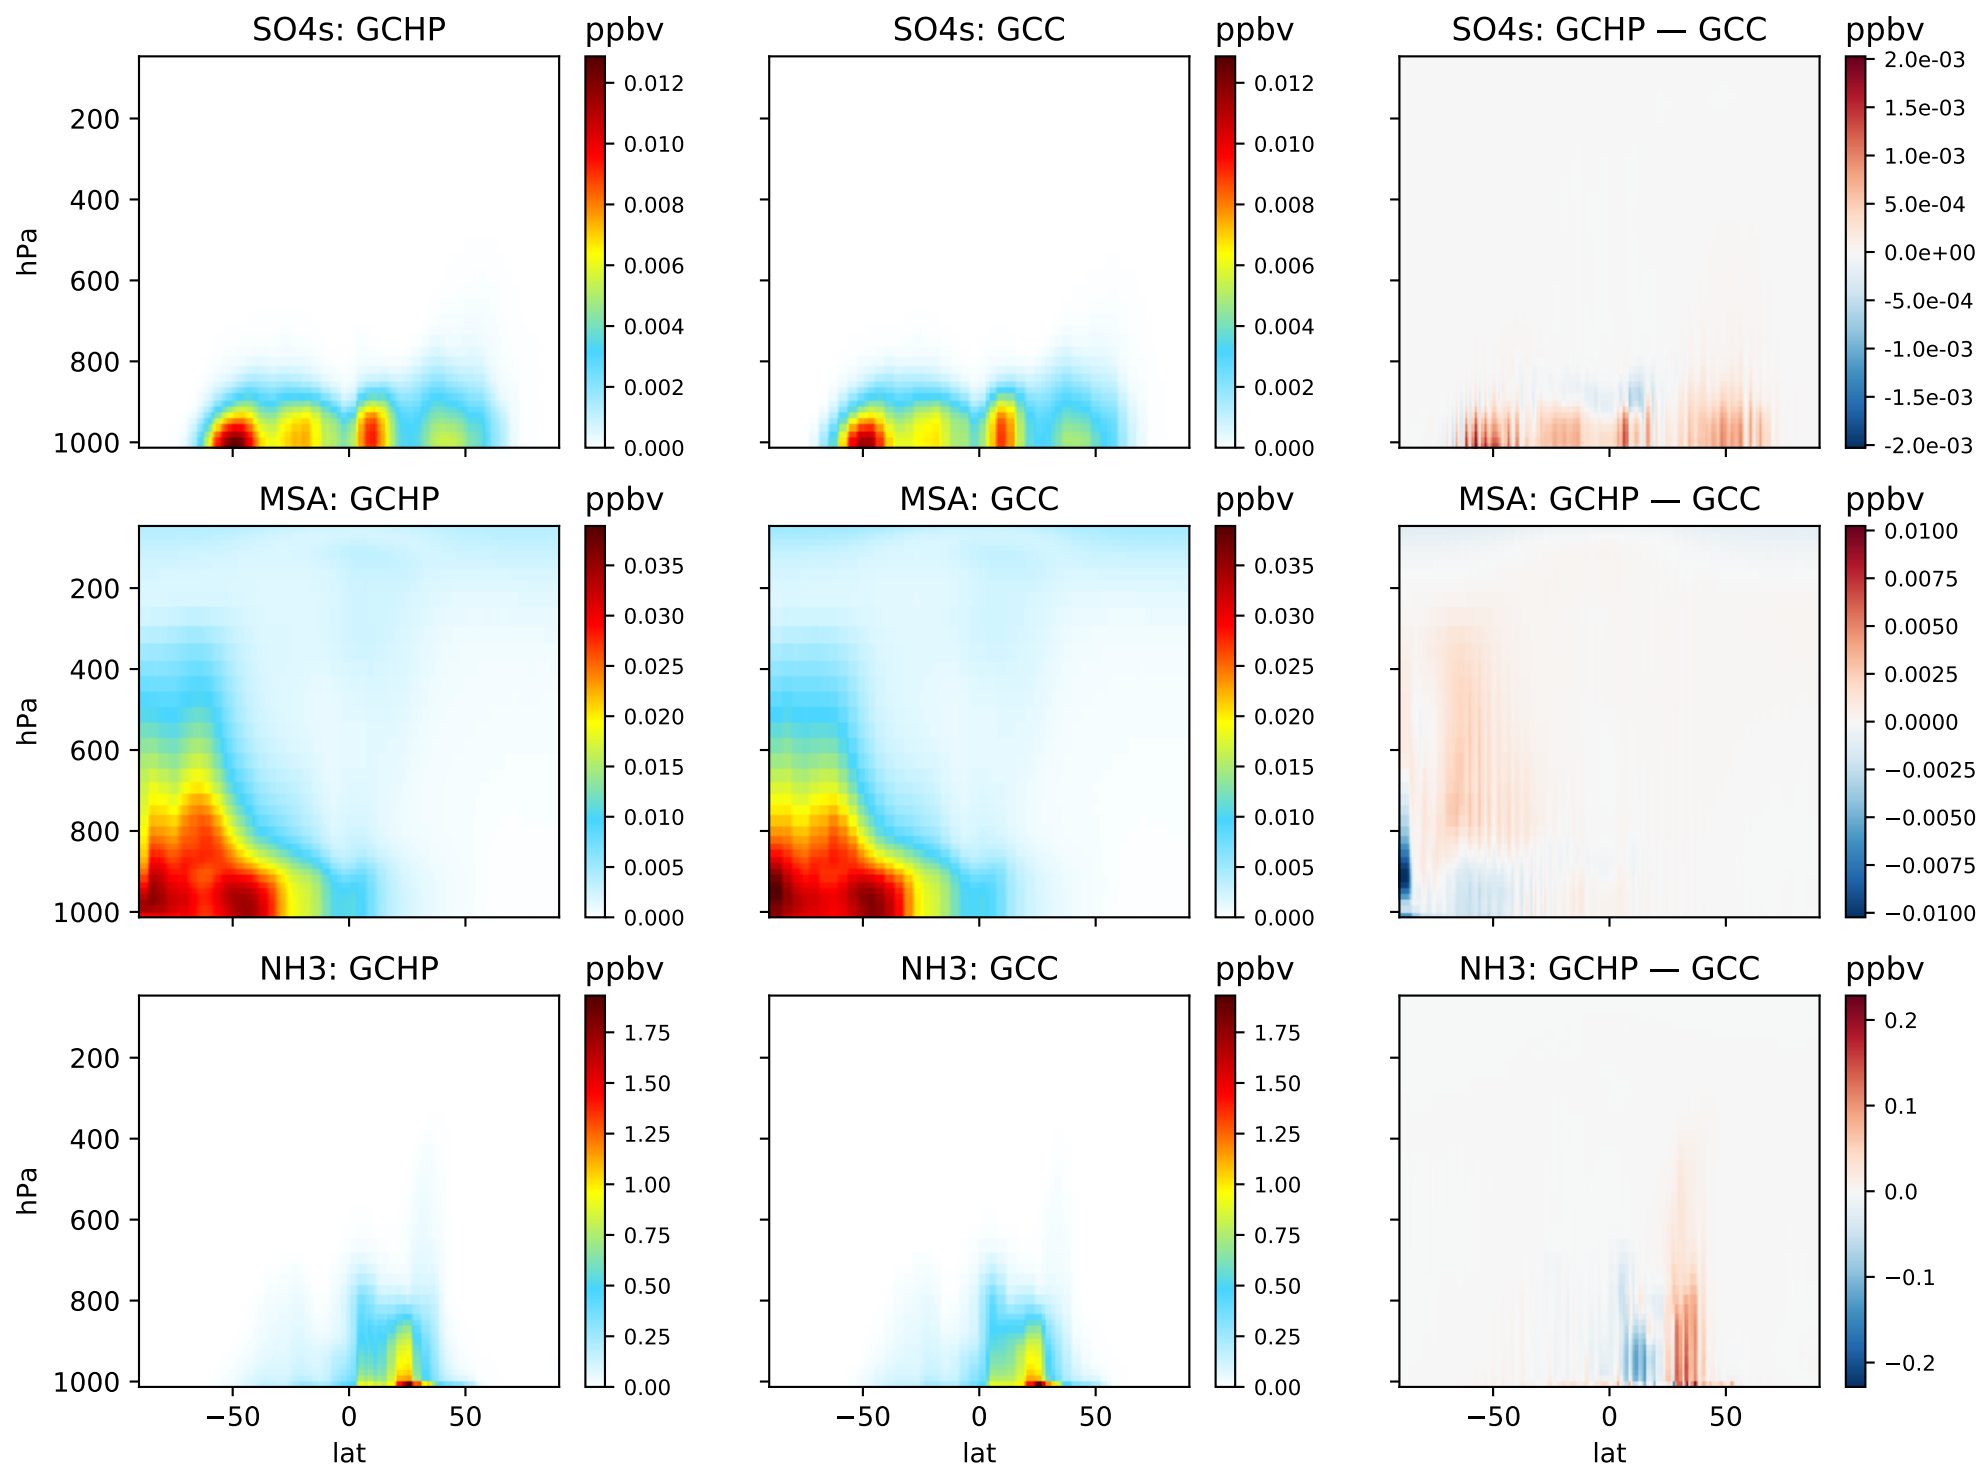 SO4s: GCHP
ppbv
SO4s: GCC
ppbv
SO4s: GCHP — GCC
ppbv
hPa
200
400
600
800
1000
0.012
0.010
0.008
0.006
0.004
0.002
0.000
0.012
0.010
0.008
0.006
0.004
0.002
0.000
2.0e-03
1.5e-03
1.0e-03
5.0e-04
0.0e+00
-5.0e-04
-1.0e-03
-1.5e-03
-2.0e-03
MSA: GCHP
ppbv
MSA: GCC
ppbv
MSA: GCHP — GCC
ppbv
hPa
200
400
600
800
1000
0.035
0.030
0.025
0.020
0.015
0.010
0.005
0.000
0.035
0.030
0.025
0.020
0.015
0.010
0.005
0.000
0.0100
0.0075
0.0050
0.0025
0.0000
−0.0025
−0.0050
−0.0075
−0.0100
NH3: GCHP
ppbv
NH3: GCC
ppbv
NH3: GCHP — GCC
ppbv
hPa
200
400
600
800
1000
1.75
1.50
1.25
1.00
0.75
0.50
0.25
0.00
1.75
1.50
1.25
1.00
0.75
0.50
0.25
0.00
0.2
0.1
0.0
−0.1
−0.2
−50 0 50
lat
−50 0 50
lat
−50 0 50
lat